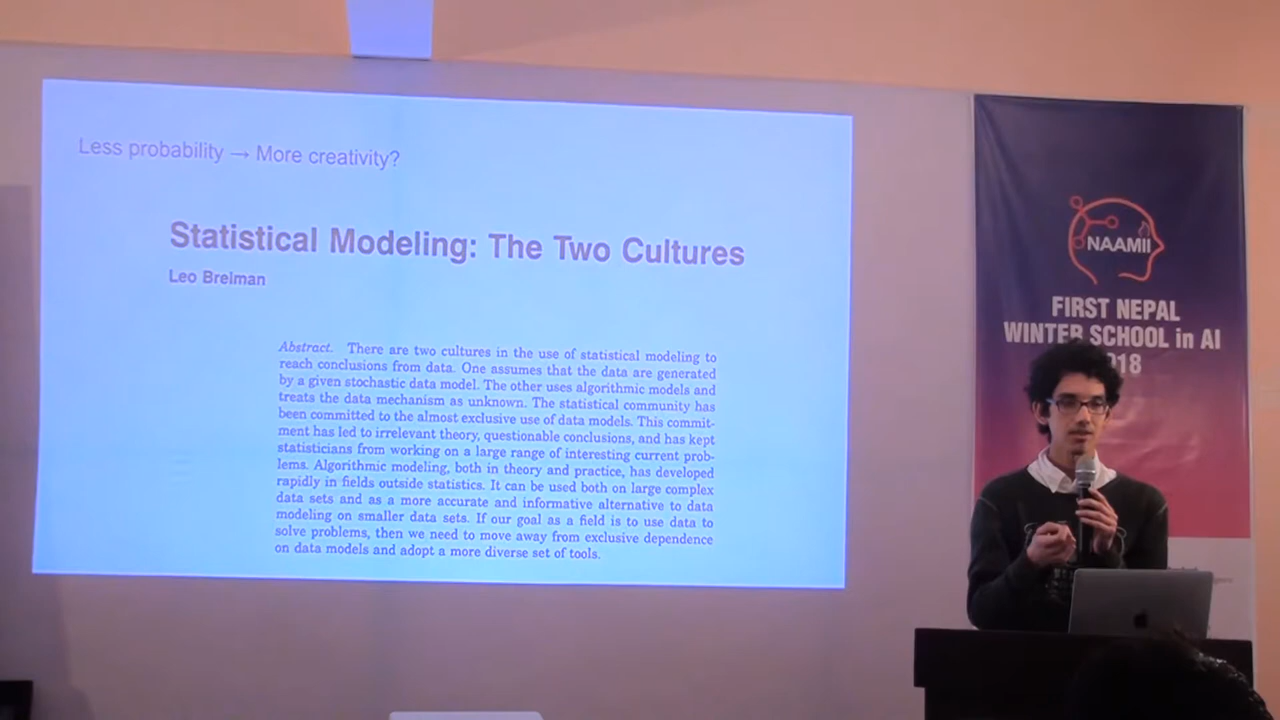 Less probability → More creativity?
Statistical Modeling: The Two Cultures
Leo Breiman
Abstract. There are two cultures in the use of statistical modeling to
reach conclusions from data. One assumes that the data are generated
by a given stochastic data model. The other uses algorithmic models and
treats the data mechanism as unknown. The statistical community has
been committed to the almost exclusive use of data models. This commit-
ment has led to irrelevant theory, questionable conclusions, and has kept
statisticians from working on a large range of interesting current prob-
lems. Algorithmic modeling, both in theory and practice, has developed
rapidly in fields outside statistics. It can be used both on large complex
data sets and as a more accurate and informative alternative to data
modeling on smaller data sets. If our goal as a field is to use data to
solve problems, then we need to move away from exclusive dependence
on data models and adopt a more diverse set of tools.
NAAMII
FIRST NEPAL
WINTER SCHOOL in AI
18